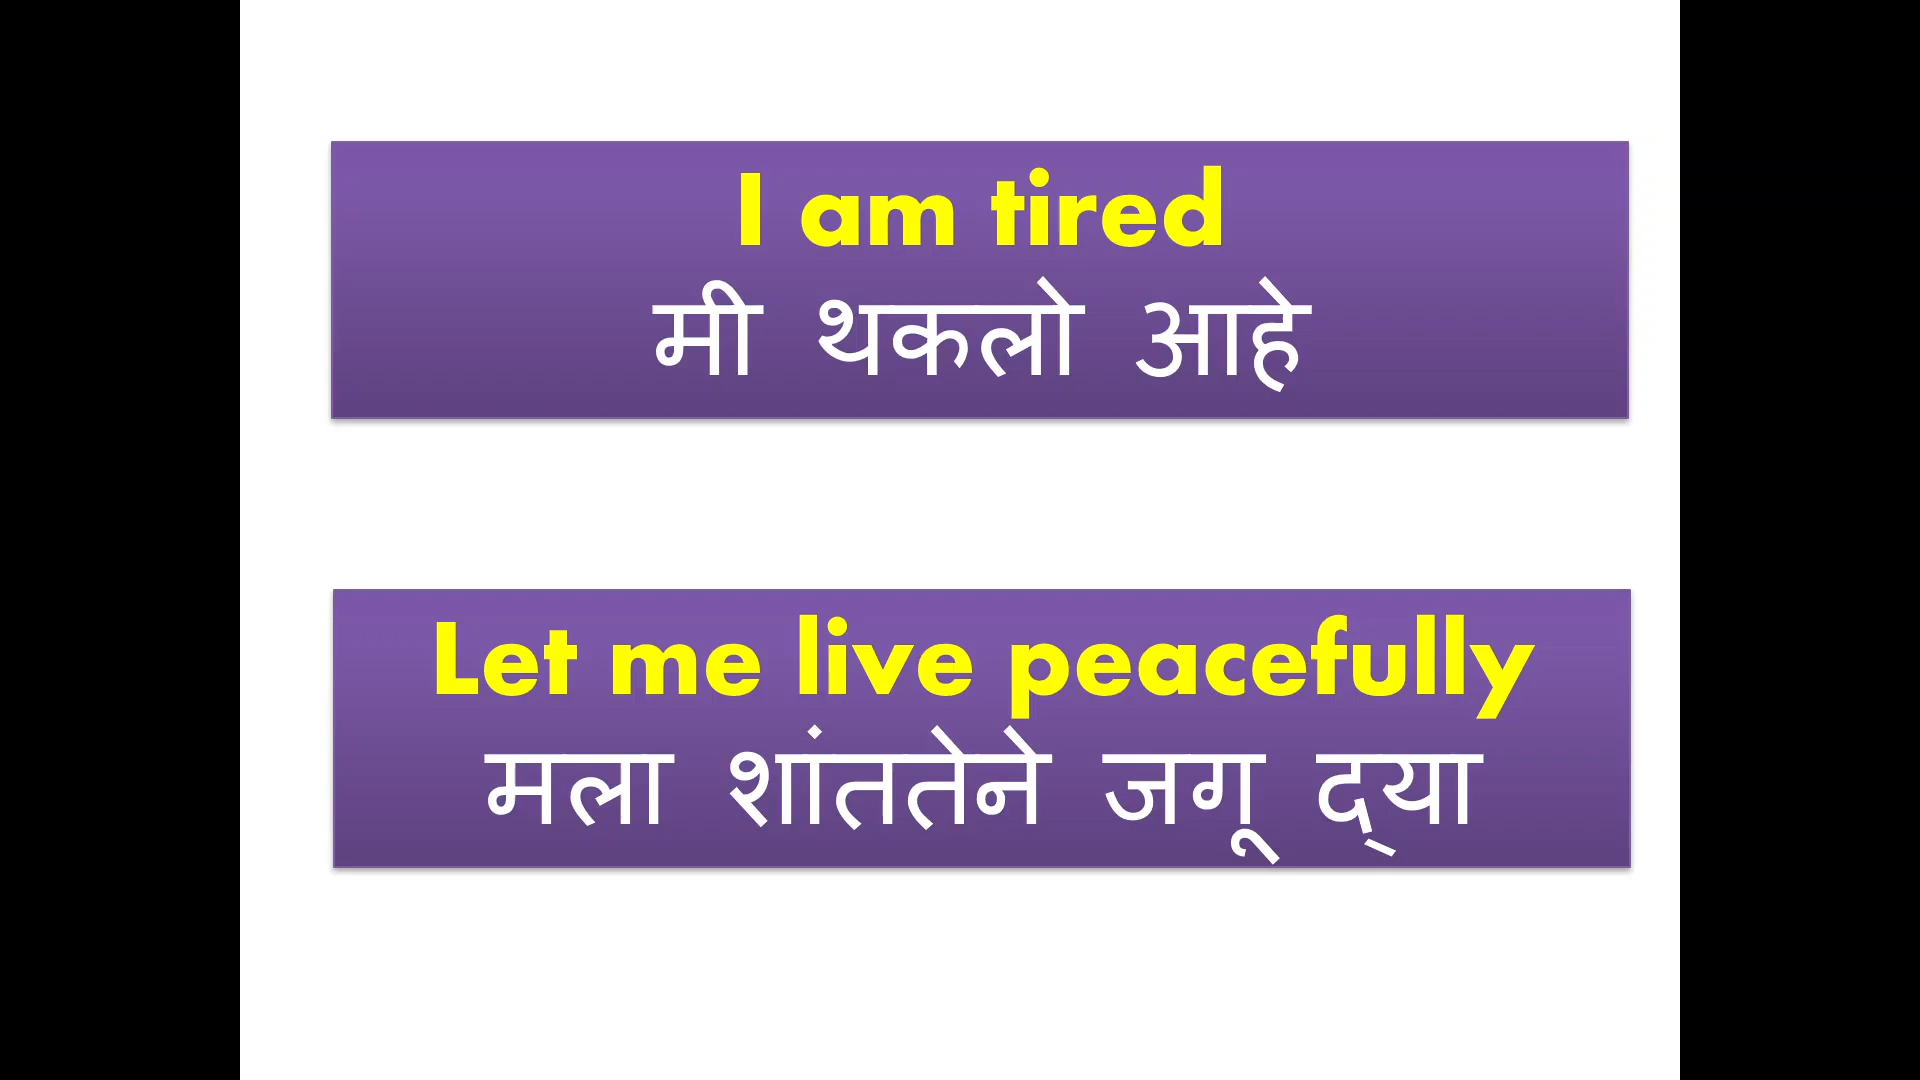 I am tired
मी थकलो आहे
Let me live peacefully
मला शांततेने जगू द्या